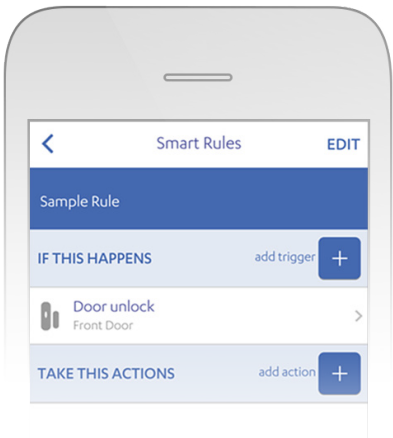 Smart Rules
EDIT
Sample Rule
IF THIS HAPPENS
add trigger
Door unlock
Front Door
TAKE THIS ACTIONS
add action